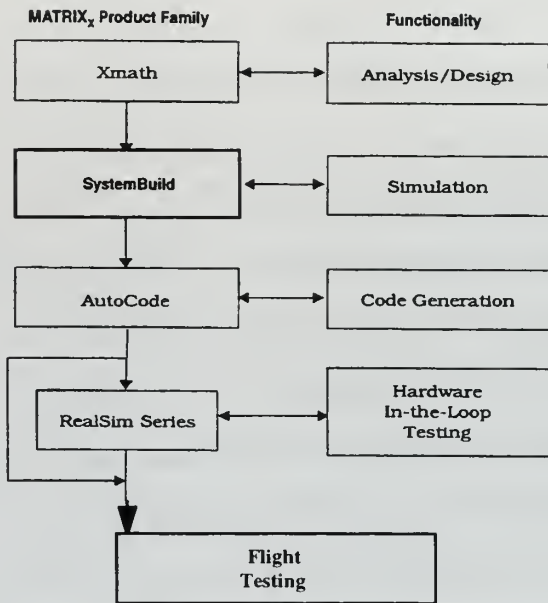 MATRIXx Product Family
Functionality
Xmath
Analysis/Design
SystemBuild
Simulation
AutoCode
Code Generation
RealSim Series
Hardware
In-the-Loop
Testing
Flight
Testing